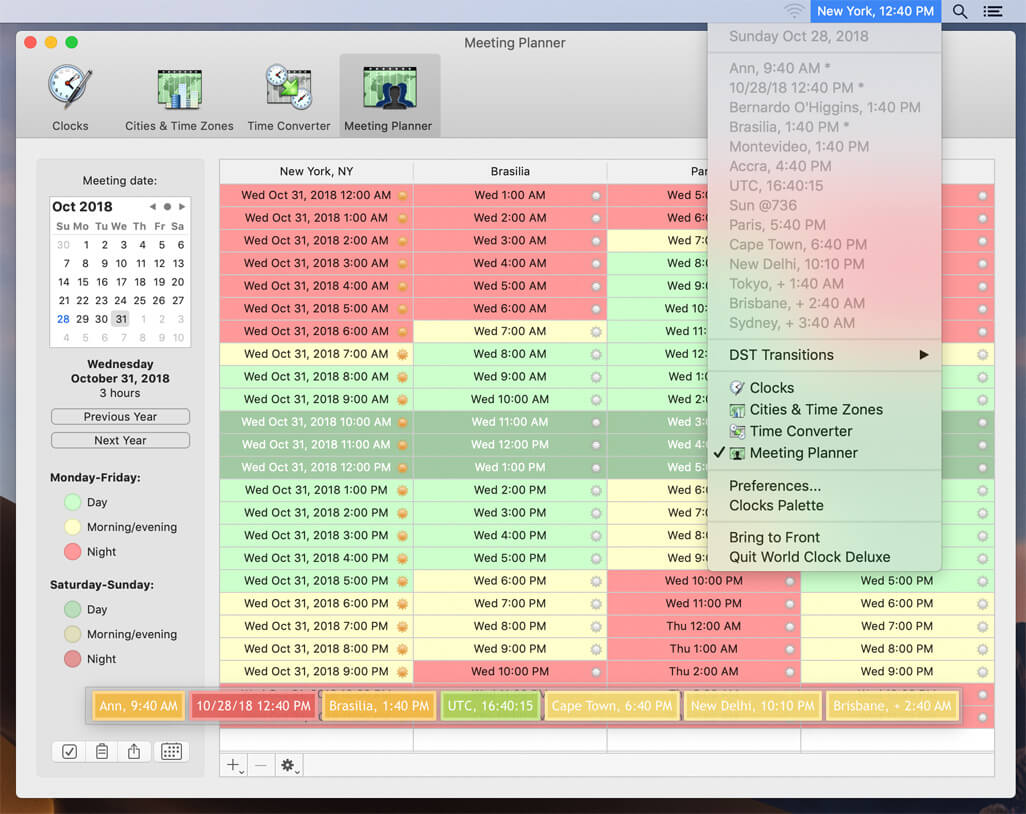 New York, 12:40 PM
Meeting Planner
Clocks
Cities & Time Zones
Time Converter
Meeting Planner
Meeting date:
Oct 2018
Su Mo Tu We Th Fr Sa
30 1 2 3 4 5 6
7 8 9 10 11 12 13
14 15 16 17 18 19 20
21 22 23 24 25 26 27
28 29 30 31 1 2 3
4 5 6 7 8 9 10
Wednesday
October 31, 2018
3 hours
Previous Year
Next Year
Monday-Friday:
Day
Morning/evening
Night
Saturday-Sunday:
Day
Morning/evening
Night
New York, NY Brasilia Par
Wed Oct 31, 2018 12:00 AM Wed 1:00 AM Wed 5:
Wed Oct 31, 2018 1:00 AM Wed 2:00 AM Wed 6:
Wed Oct 31, 2018 2:00 AM Wed 3:00 AM Wed 7:
Wed Oct 31, 2018 3:00 AM Wed 4:00 AM Wed 8:
Wed Oct 31, 2018 4:00 AM Wed 5:00 AM Wed 9:
Wed Oct 31, 2018 5:00 AM Wed 6:00 AM Wed 10:
Wed Oct 31, 2018 6:00 AM Wed 7:00 AM Wed 11:
Wed Oct 31, 2018 7:00 AM Wed 8:00 AM Wed 12:
Wed Oct 31, 2018 8:00 AM Wed 9:00 AM Wed 1:
Wed Oct 31, 2018 9:00 AM Wed 10:00 AM Wed 2:
Wed Oct 31, 2018 10:00 AM Wed 11:00 AM Wed 3:
Wed Oct 31, 2018 11:00 AM Wed 12:00 PM Wed 4:
Wed Oct 31, 2018 12:00 PM Wed 1:00 PM Wed 5:
Wed Oct 31, 2018 1:00 PM Wed 2:00 PM Wed 6:
Wed Oct 31, 2018 2:00 PM Wed 3:00 PM Wed 7:
Wed Oct 31, 2018 3:00 PM Wed 4:00 PM Wed 8:
Wed Oct 31, 2018 4:00 PM Wed 5:00 PM Wed 9:
Wed Oct 31, 2018 5:00 PM Wed 6:00 PM Wed 10:00 PM Wed 5:00 PM
Wed Oct 31, 2018 6:00 PM Wed 7:00 PM Wed 11:00 PM Wed 6:00 PM
Wed Oct 31, 2018 7:00 PM Wed 8:00 PM Thu 12:00 AM Wed 7:00 PM
Wed Oct 31, 2018 8:00 PM Wed 9:00 PM Thu 1:00 AM Wed 8:00 PM
Wed Oct 31, 2018 9:00 PM Wed 10:00 PM Thu 2:00 AM Wed 9:00 PM
Ann, 9:40 AM 10/28/18 12:40 PM Brasilia, 1:40 PM UTC, 16:40:15 Cape Town, 6:40 PM New Delhi, 10:10 PM Brisbane, + 2:40 AM
Sunday Oct 28, 2018
Ann, 9:40 AM *
10/28/18 12:40 PM *
Bernardo O'Higgins, 1:40 PM
Brasilia, 1:40 PM *
Montevideo, 1:40 PM
Accra, 4:40 PM
UTC, 16:40:15
Sun @736
Paris, 5:40 PM
Cape Town, 6:40 PM
New Delhi, 10:10 PM
Tokyo, + 1:40 AM
Brisbane, + 2:40 AM
Sydney, + 3:40 AM
DST Transitions
Clocks
Cities & Time Zones
Time Converter
Meeting Planner
Preferences...
Clocks Palette
Bring to Front
Quit World Clock Deluxe